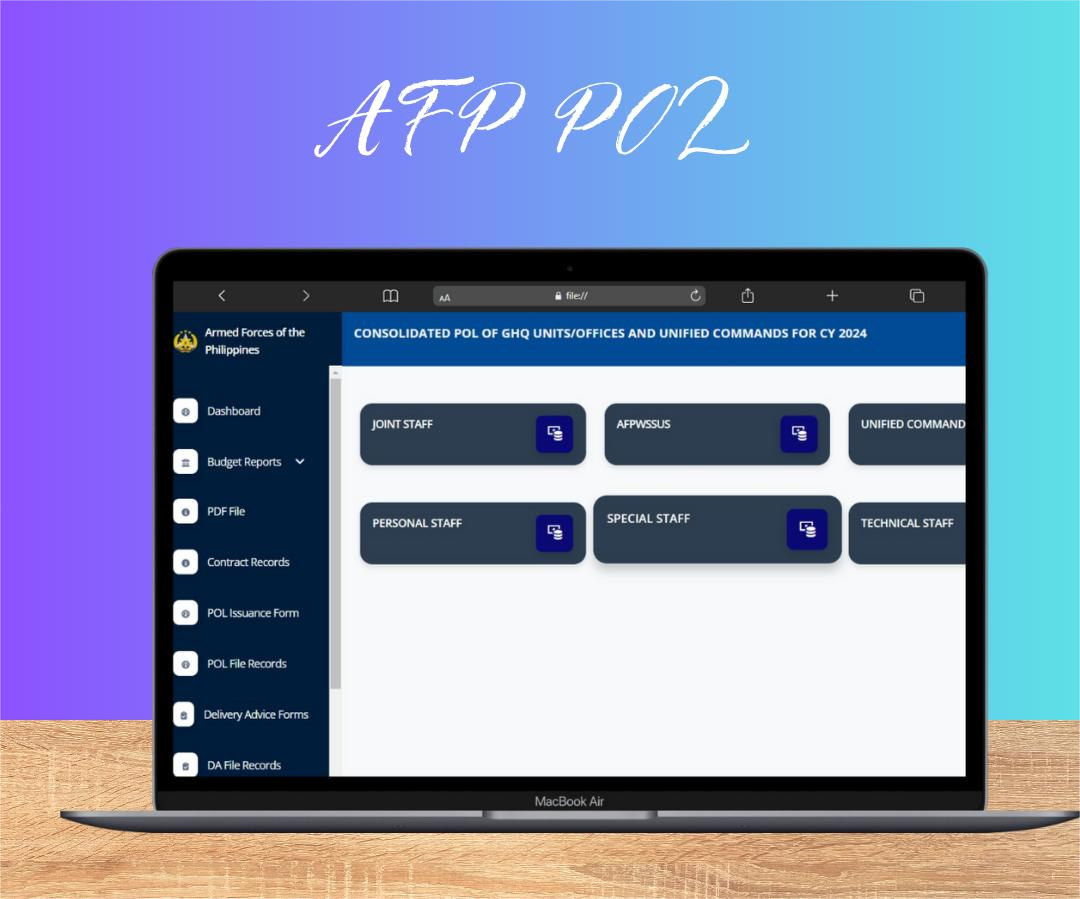 AFP POL
AA
file://
Armed Forces of the
Philippines
CONSOLIDATED POL OF GHQ UNITS/OFFICES AND UNIFIED COMMANDS FOR CY 2024
Dashboard
Budget Reports
PDF File
Contract Records
POL Issuance Form
POL File Records
Delivery Advice Forms
DA File Records
JOINT STAFF
AFPWSSUS
UNIFIED COMMAND
PERSONAL STAFF
SPECIAL STAFF
TECHNICAL STAFF
MacBook Air